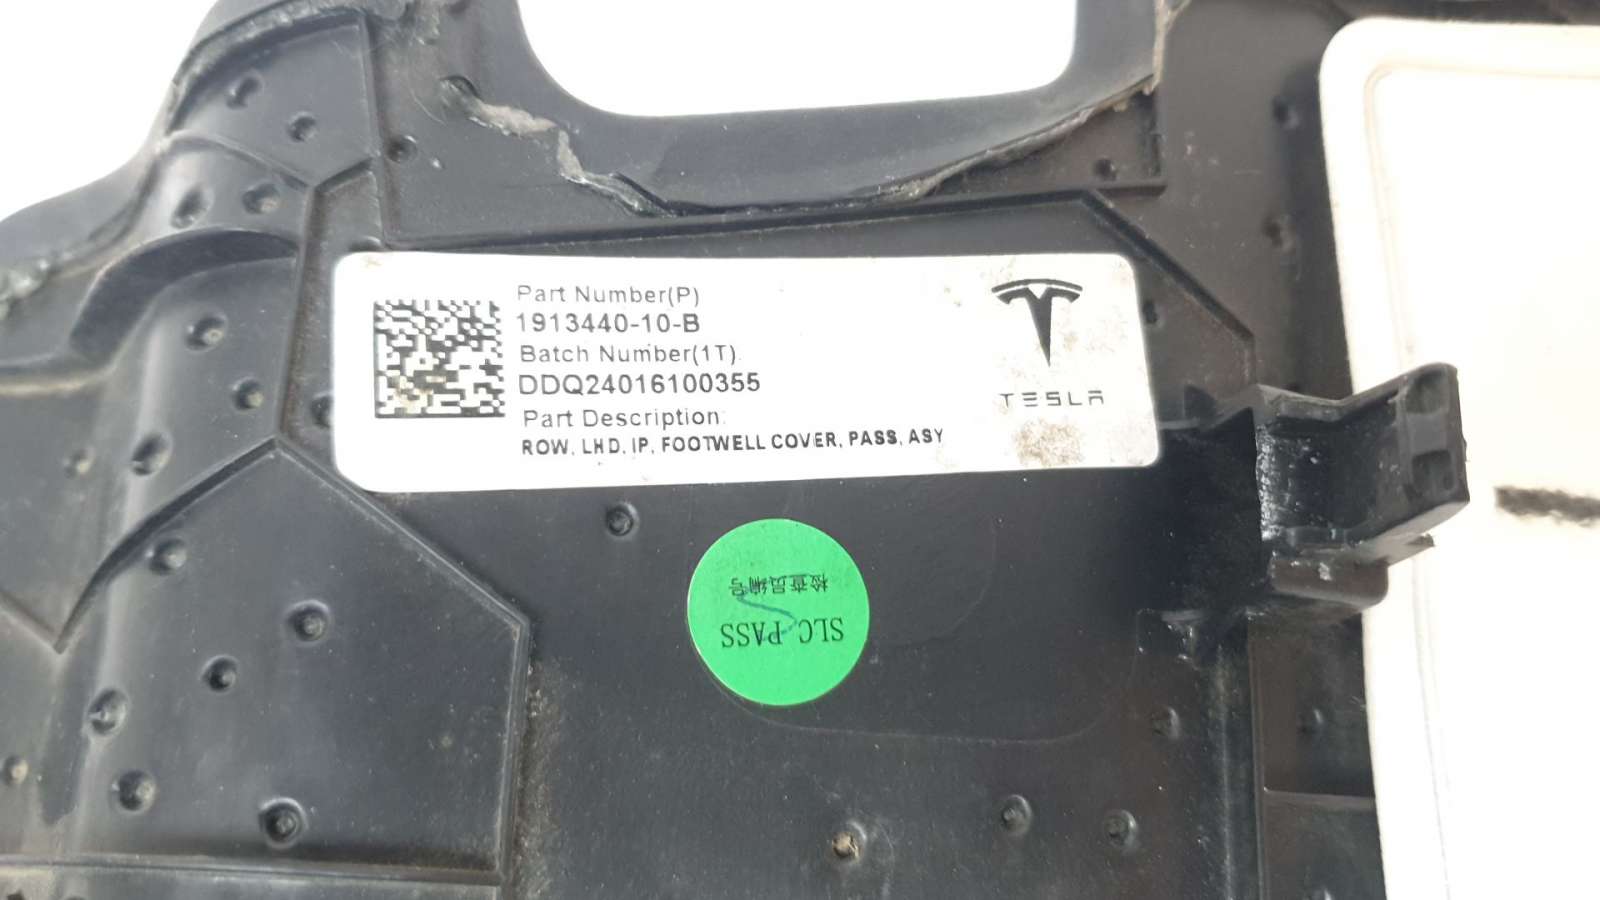 Part Number(P)
1913440-10-B
Batch Number(1T).
DDQ24016100355
Part Description:
ROW, LHD, IP, FOOTWELL COVER, PASS, ASY
TESLA
SLC PASS
检查员编号